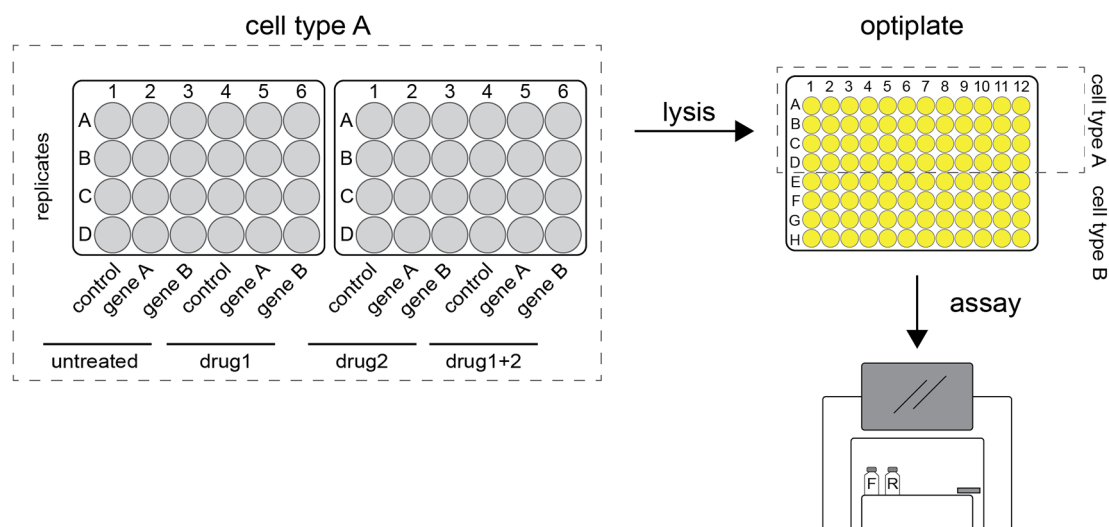 cell type A
replicates
1 2 3 4 5 6
A
B
C
D
control gene A gene B control gene A gene B
1 2 3 4 5 6
A
B
C
D
control gene A gene B control gene A gene B
untreated drug1 drug2 drug1+2
lysis
optiplate
1 2 3 4 5 6 7 8 9 10 11 12
A
B
C
D
E
F
G
H
cell type A
cell type B
assay
F R